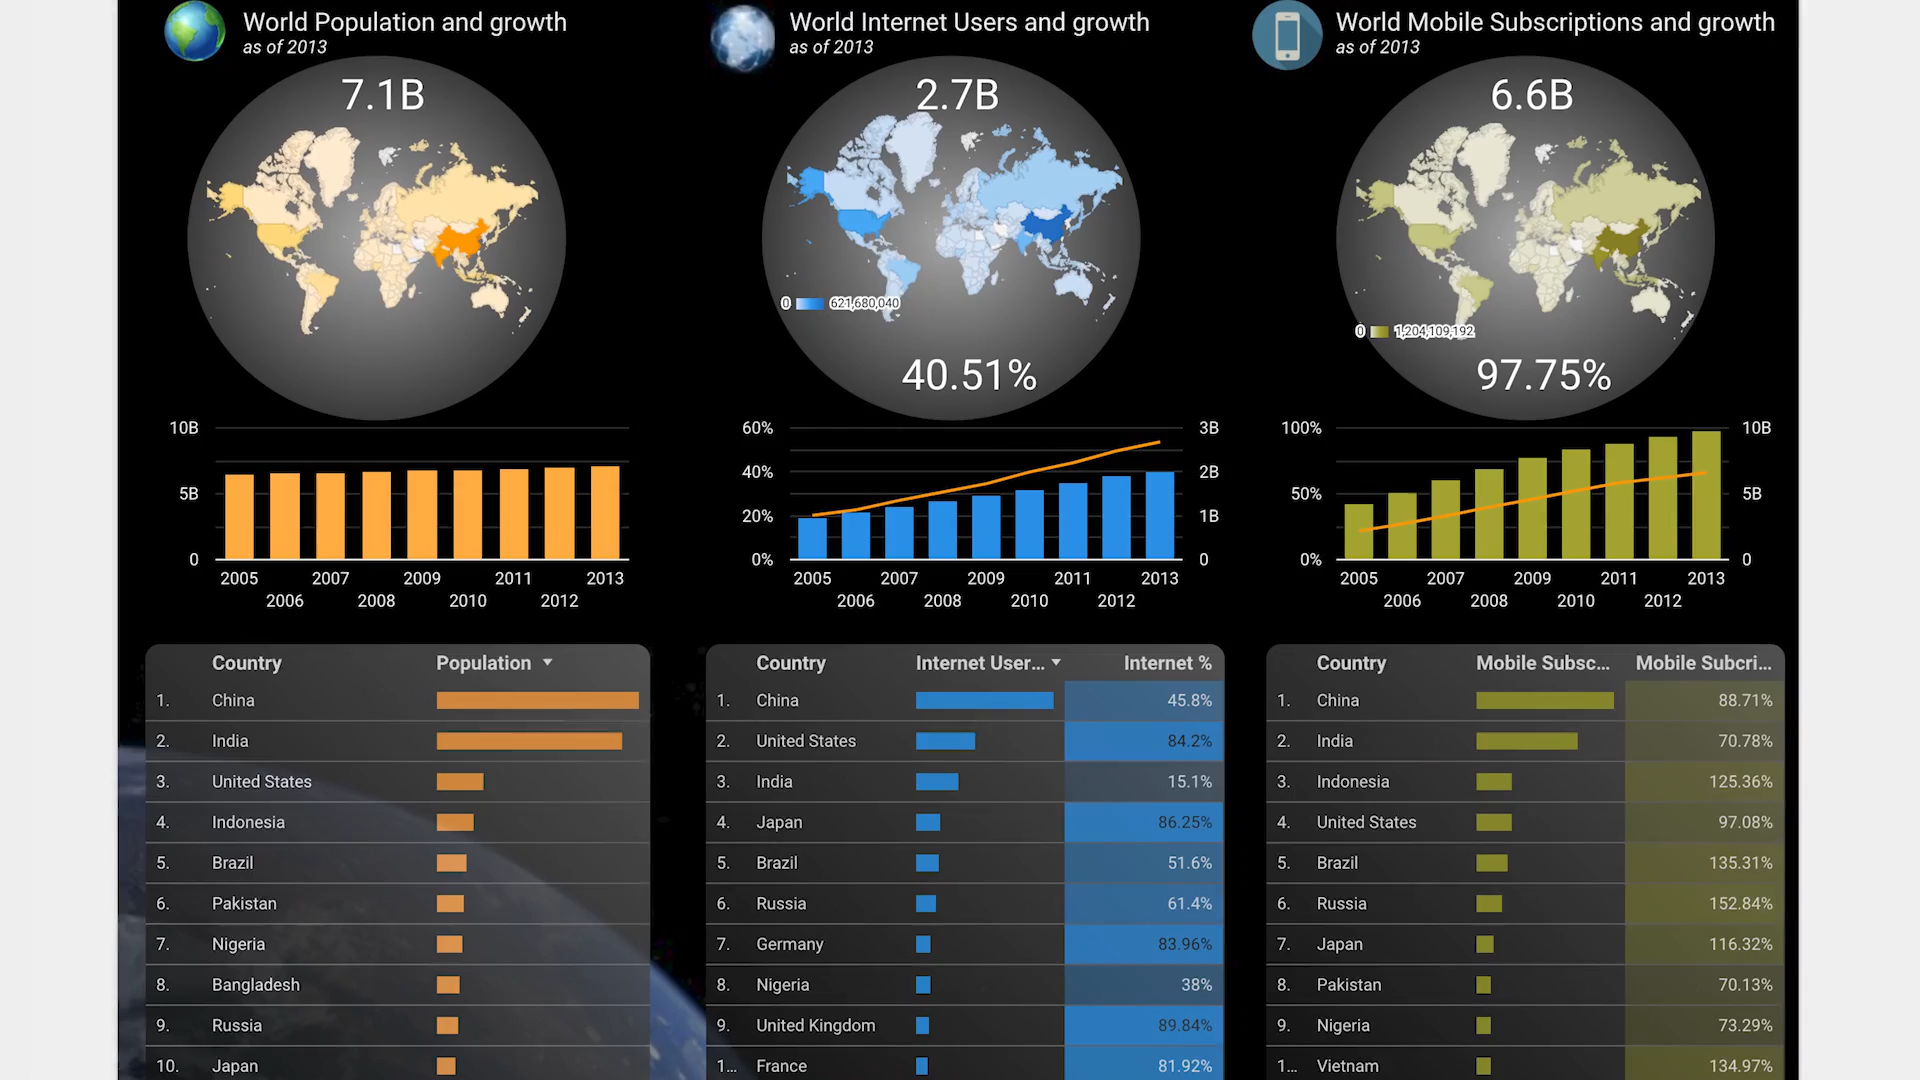 World Population and growth
as of 2013
7.1B
10B
5B
0
2005 2007 2009 2011 2013
2006 2008 2010 2012
Country Population
1. China
2. India
3. United States
4. Indonesia
5. Brazil
6. Pakistan
7. Nigeria
8. Bangladesh
9. Russia
10. Japan
World Internet Users and growth
as of 2013
2.7B
0 621,680,040
40.51%
60% 3B
40% 2B
20% 1B
0% 0
2005 2007 2009 2011 2013
2006 2008 2010 2012
Country Internet User... Internet %
1. China 45.8%
2. United States 84.2%
3. India 15.1%
4. Japan 86.25%
5. Brazil 51.6%
6. Russia 61.4%
7. Germany 83.96%
8. Nigeria 38%
9. United Kingdom 89.84%
1... France 81.92%
World Mobile Subscriptions and growth
as of 2013
6.6B
0 1,204,109,192
97.75%
100% 10B
50% 5B
0% 0
2005 2007 2009 2011 2013
2006 2008 2010 2012
Country Mobile Subsc... Mobile Subcri...
1. China 88.71%
2. India 70.78%
3. Indonesia 125.36%
4. United States 97.08%
5. Brazil 135.31%
6. Russia 152.84%
7. Japan 116.32%
8. Pakistan 70.13%
9. Nigeria 73.29%
1... Vietnam 134.97%